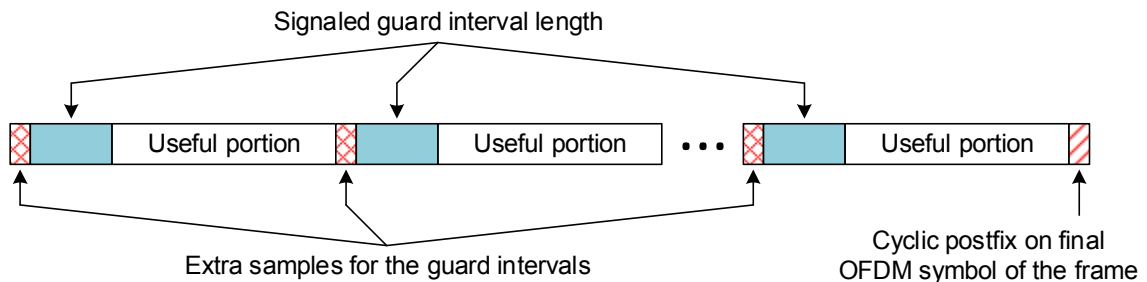 Signaled guard interval length
Useful portion Useful portion ••• Useful portion
Extra samples for the guard intervals
Cyclic postfix on final
OFDM symbol of the frame